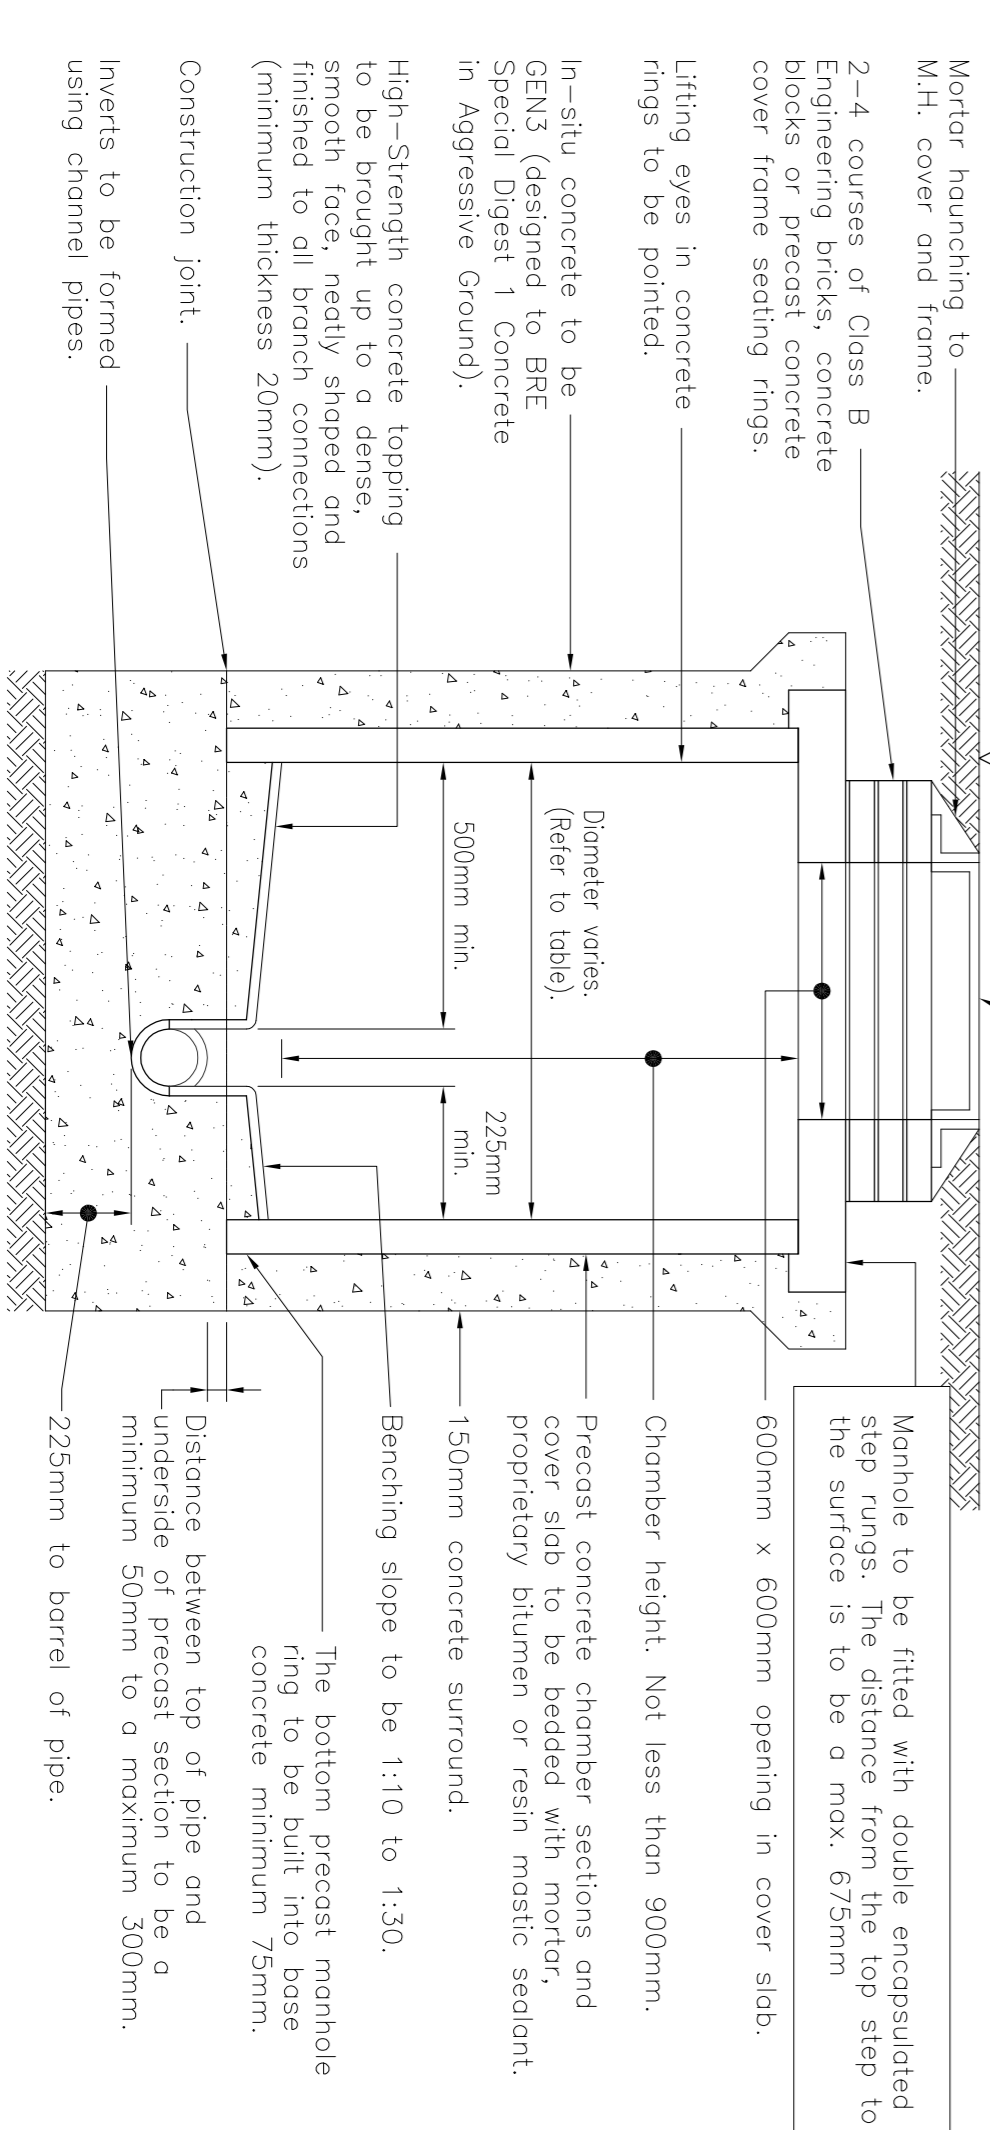 Mortar haunching to
M.H. cover and frame.
2-4 courses of Class B
Engineering bricks, concrete
blocks or precast concrete
cover frame seating rings.
Lifting eyes in concrete
rings to be pointed.
In-situ concrete to be
GEN3 (designed to BRE
Special Digest 1 Concrete
in Aggressive Ground).
High-Strength concrete topping
to be brought up to a dense,
smooth face, neatly shaped and
finished to all branch connections
(minimum thickness 20mm).
Construction joint.
Inverts to be formed
using channel pipes.
Diameter varies.
(Refer to table).
500mm min.
225mm
min.
Manhole to be fitted with double encapsulated
step rungs. The distance from the top step to
the surface is to be a max. 675mm
600mm x 600mm opening in cover slab.
Chamber height. Not less than 900mm.
Precast concrete chamber sections and
cover slab to be bedded with mortar,
proprietary bitumen or resin mastic sealant.
150mm concrete surround.
Benching slope to be 1:10 to 1:30.
The bottom precast manhole
ring to be built into base
concrete minimum 75mm.
Distance between top of pipe and
underside of precast section to be a
minimum 50mm to a maximum 300mm.
225mm to barrel of pipe.